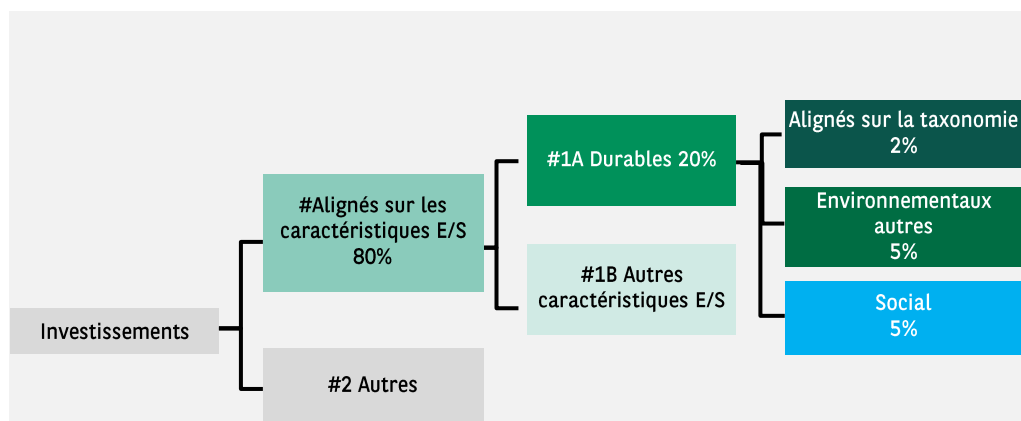 Alignés sur la taxonomie
2%
#1A Durables 20%
#Alignés sur les
caractéristiques E/S
80%
Environnementaux
autres
5%
#1B Autres
caractéristiques E/S
Social
5%
Investissements
#2 Autres